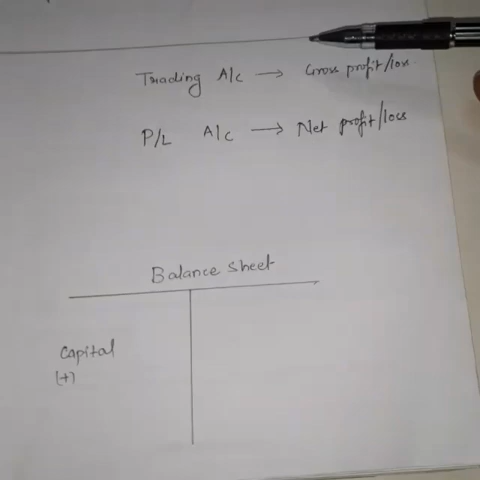 Trading A/c → Gross profit/loss.
P/L A/c → Net profit/loss
Balance sheet
Capital
(+)